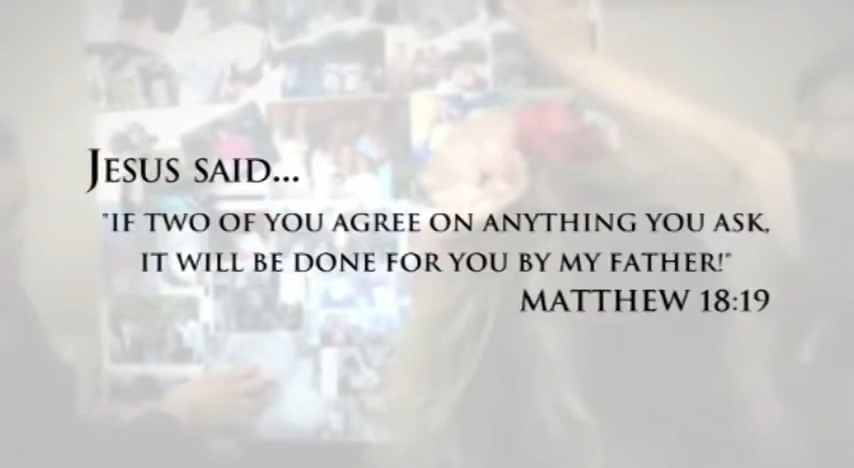 JESUS SAID...
"IF TWO OF YOU AGREE ON ANYTHING YOU ASK,
IT WILL BE DONE FOR YOU BY MY FATHER!"
MATTHEW 18:19